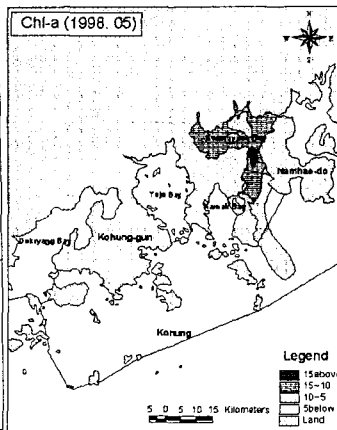 Chl-a (1998. 05)
N
W E
S
Namhae-do
Yoja Bay
Kohung-gun
Kohung
Legend
15above
15~10
10~5
5below
Land
5 0 5 10 15 Kilometers